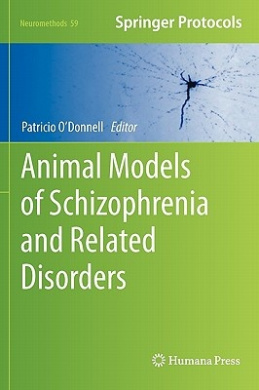 Neuromethods 59
Springer Protocols
Patricio O'Donnell Editor
Animal Models
of Schizophrenia
and Related
Disorders
Humana Press